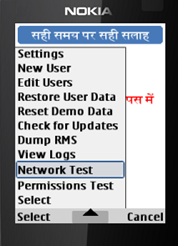 NOKIA
सही समय पर सही सलाह
Settings
New User
Edit Users
Restore User Data
पस में
Reset Demo Data
Check for Updates
Dump RMS
View Logs
Network Test
Permissions Test
Select
Select Cancel